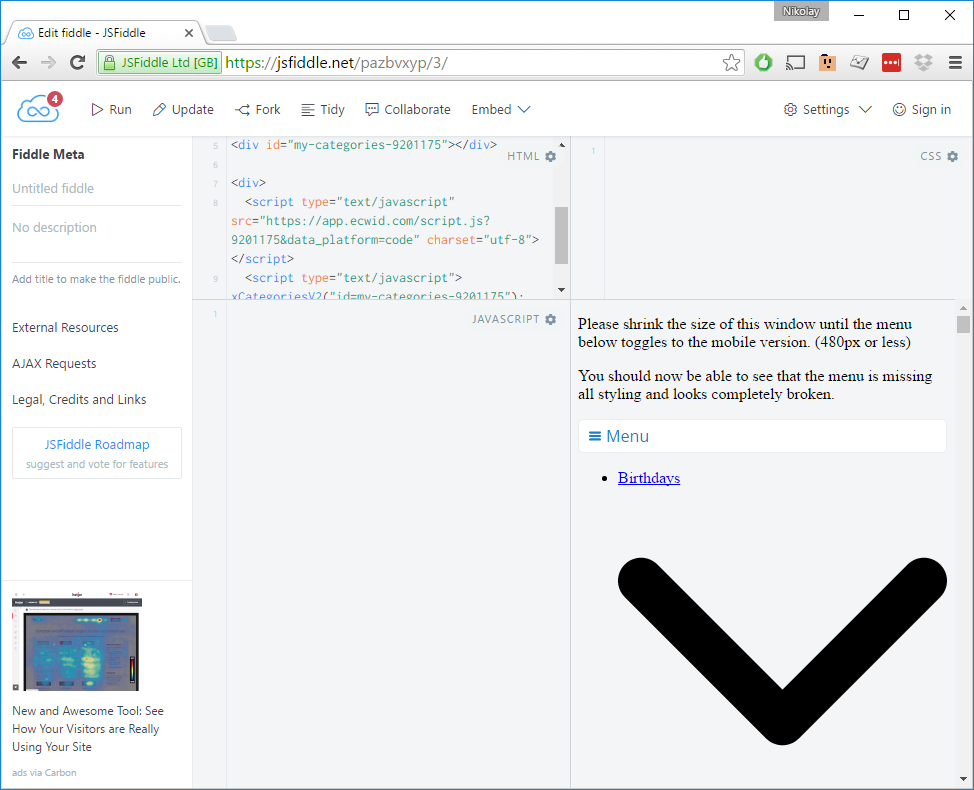 Nikolay
Edit fiddle - JSFiddle
JSFiddle Ltd [GB]
https://jsfiddle.net/pazbvxyp/3/
4
Run
Update
Fork
Tidy
Collaborate
Embed
Settings
Sign in
Fiddle Meta
Untitled fiddle
No description
Add title to make the fiddle public.
External Resources
AJAX Requests
Legal, Credits and Links
JSFiddle Roadmap
suggest and vote for features
New and Awesome Tool: See
How Your Visitors are Really
Using Your Site
ads via Carbon
HTML
5 <div id="my-categories-9201175"></div>
6
7 <div>
8 <script type="text/javascript"
src="https://app.ecwid.com/script.js?
9201175&data_platform=code" charset="utf-8">
</script>
9 <script type="text/javascript">
xCategoriesV2("id=my-categories-9201175");
CSS
1
JAVASCRIPT
1
Please shrink the size of this window until the menu
below toggles to the mobile version. (480px or less)
You should now be able to see that the menu is missing
all styling and looks completely broken.
Menu
Birthdays